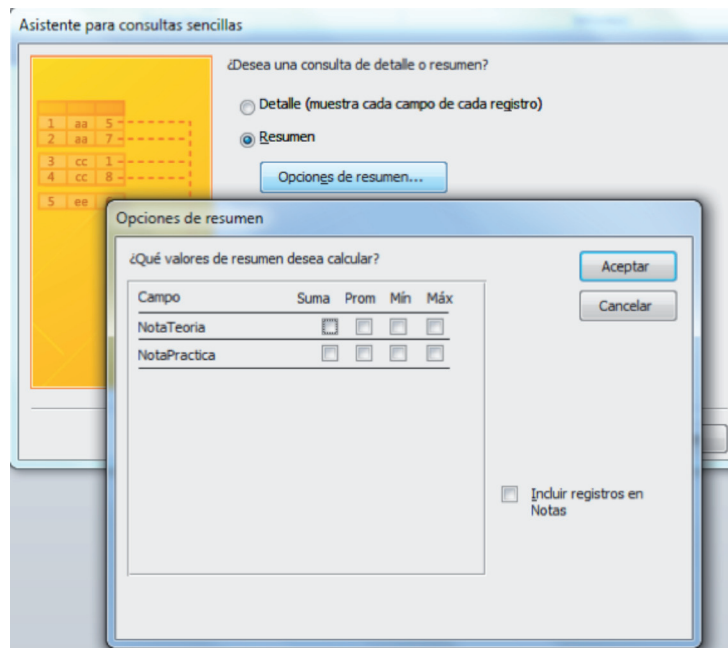 Asistente para consultas sencillas
¿Desea una consulta de detalle o resumen?
Detalle (muestra cada campo de cada registro)
Resumen
Opciones de resumen...
1 aa 5
2 aa 7
3 cc 1
4 cc 8
5 ee
Opciones de resumen
¿Qué valores de resumen desea calcular?
Campo Suma Prom Mín Máx
NotaTeoria
NotaPractica
Aceptar
Cancelar
Incluir registros en
Notas